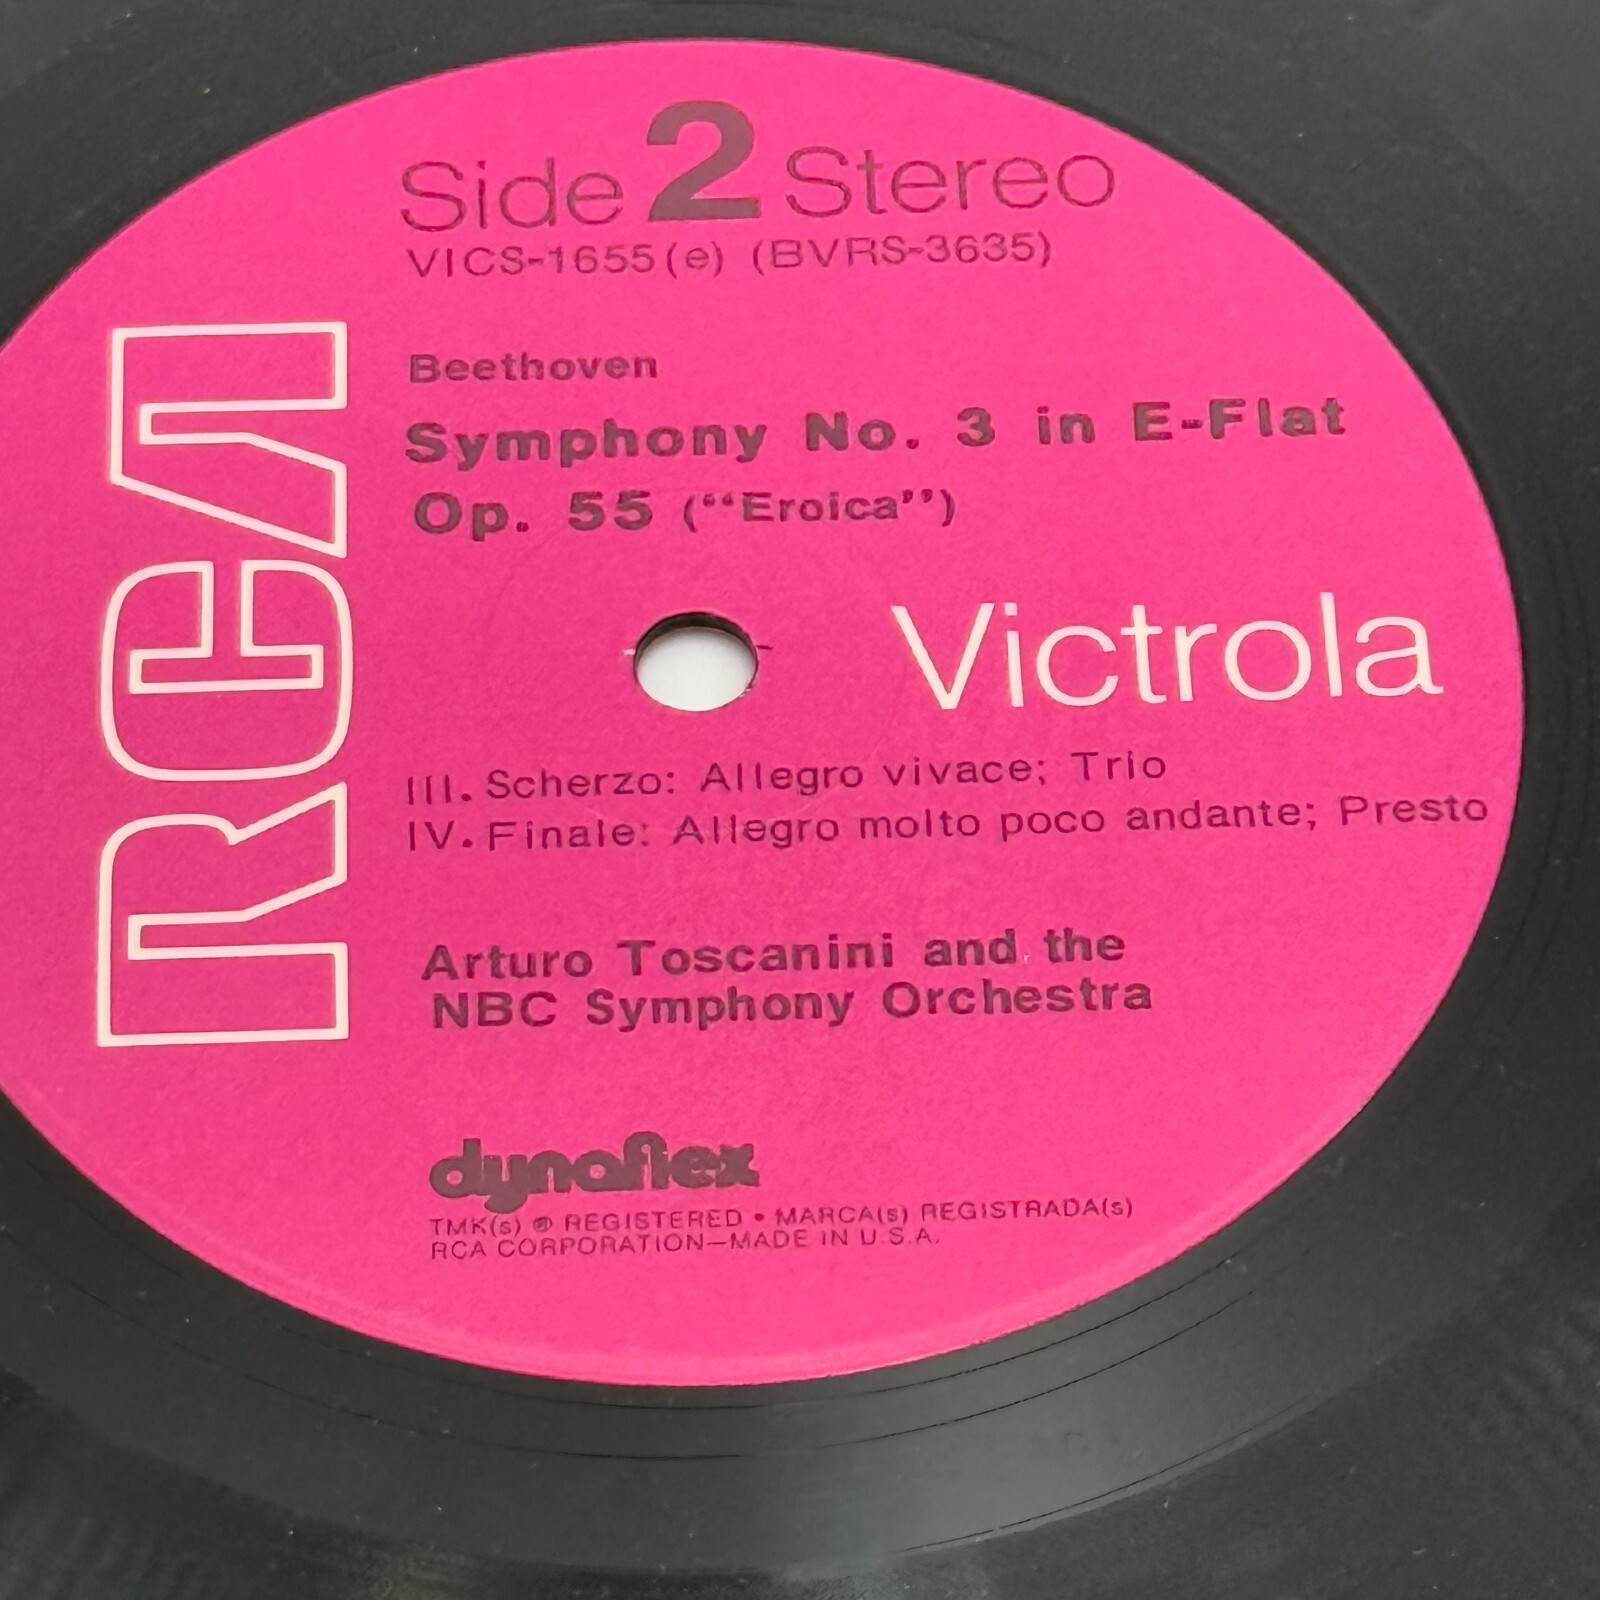 Side 2 Stereo
VICS-1655(e) (BVRS-3635)
Beethoven
Symphony No. 3 in E-Flat
Op. 55 ("Eroica")
RCA
Victrola
III. Scherzo: Allegro vivace; Trio
IV. Finale: Allegro molto poco andante; Presto
Arturo Toscanini and the
NBC Symphony Orchestra
dynaflex
TMK(s) ® REGISTERED • MARCA(s) REGISTRADA(s)
RCA CORPORATION—MADE IN U.S.A.